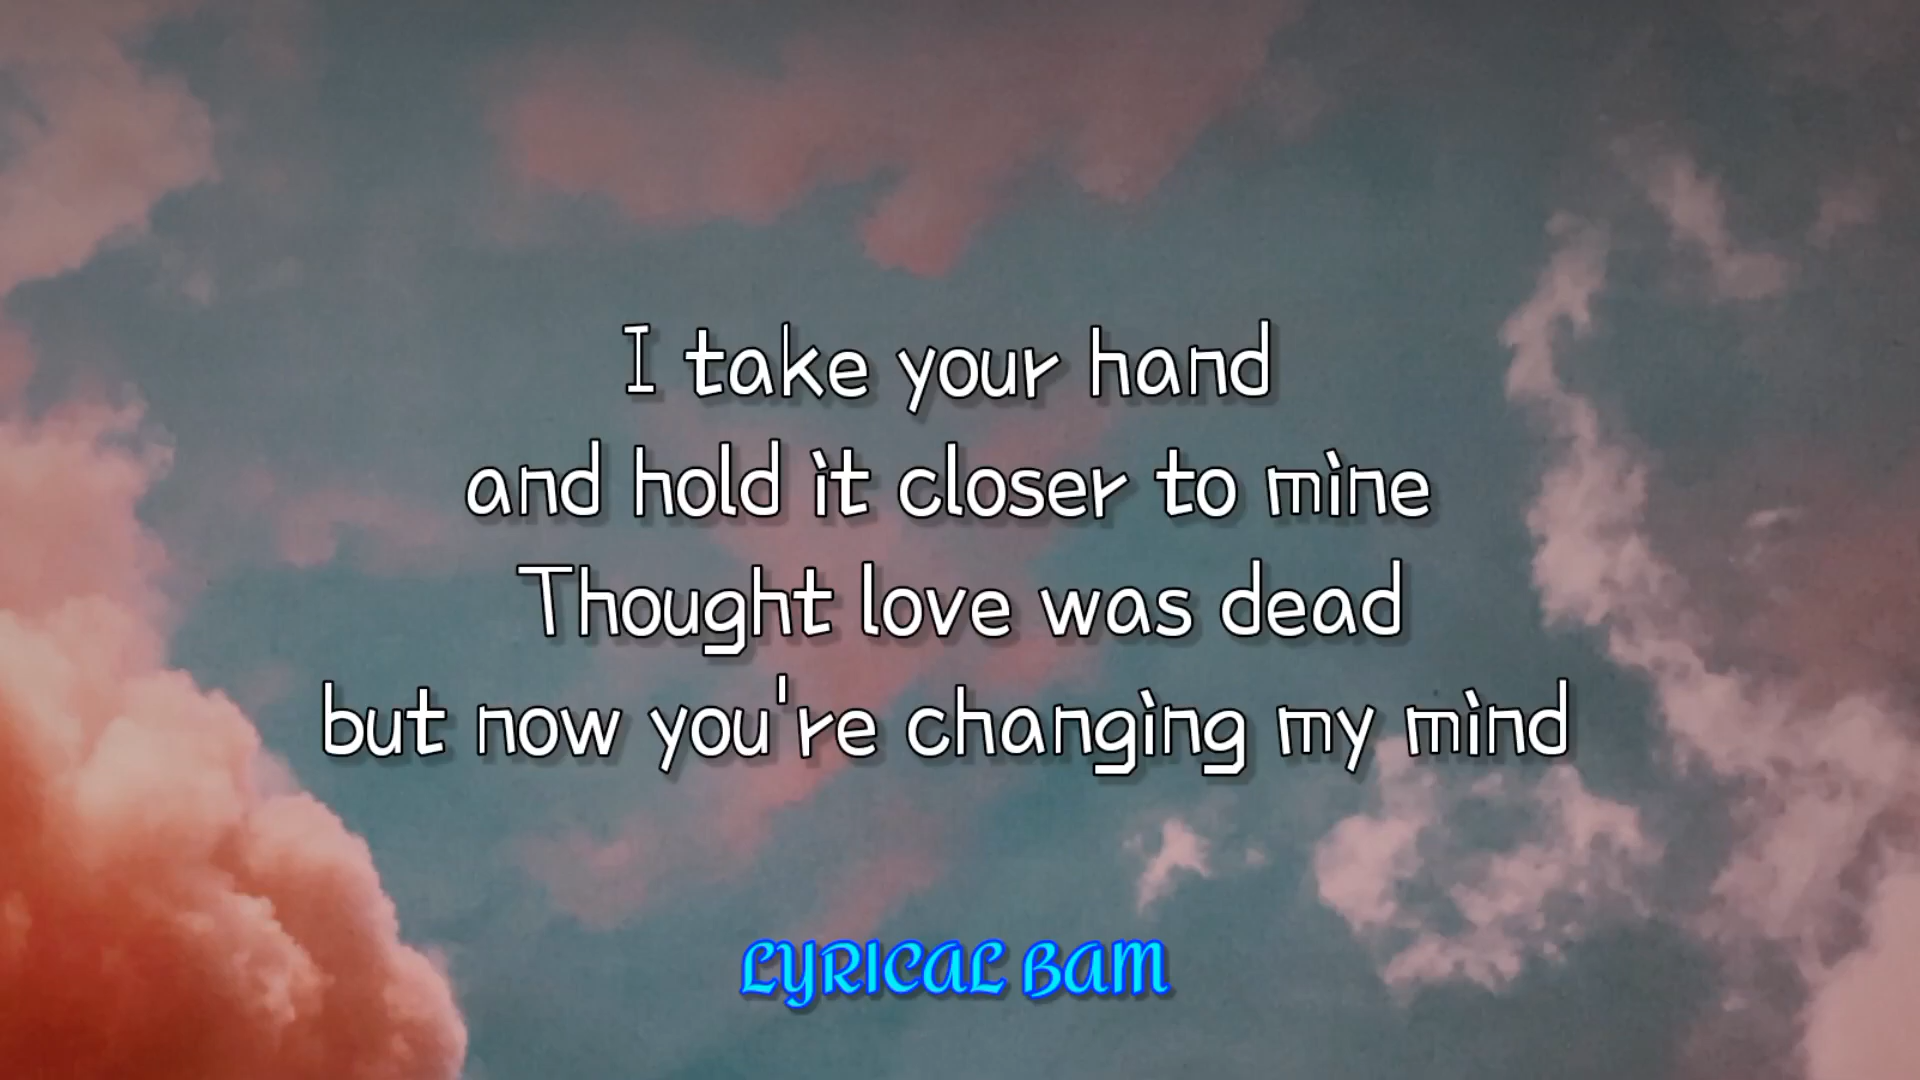 I take your hand
and hold it closer to mine
Thought love was dead
but now you're changing my mind
LYRICAL BAM